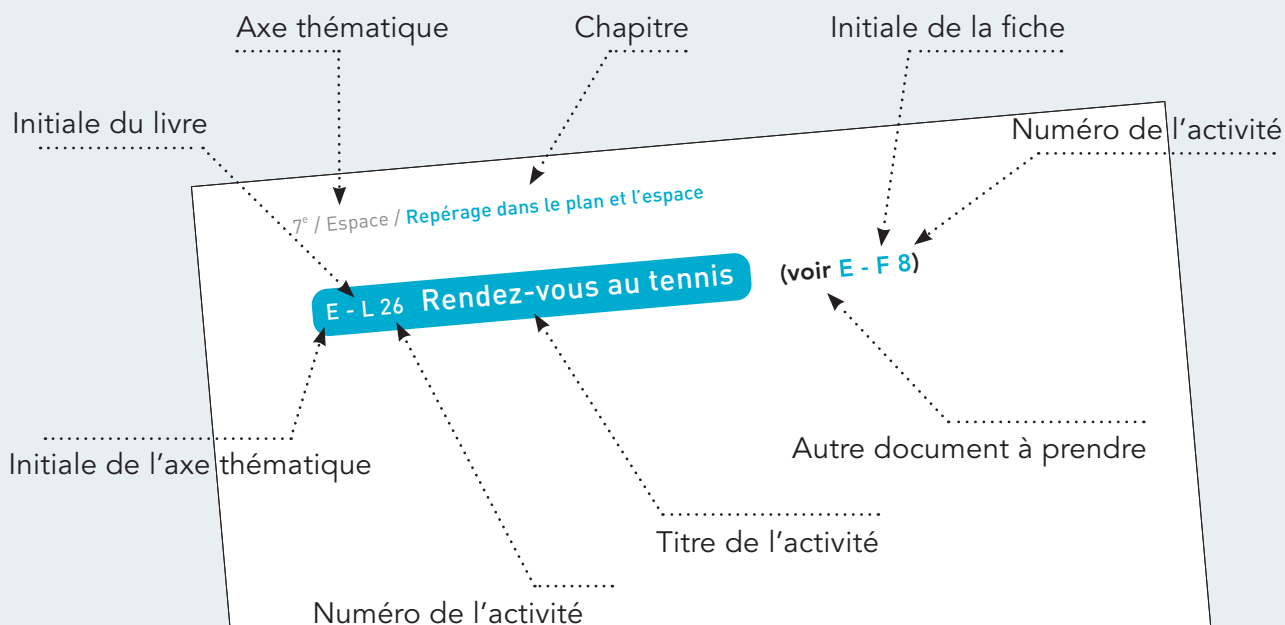 Axe thématique
Chapitre
Initiale de la fiche
Initiale du livre
Numéro de l'activité
7e / Espace / Repérage dans le plan et l'espace
E - L 26 Rendez-vous au tennis (voir E - F 8)
Initiale de l'axe thématique
Autre document à prendre
Titre de l'activité
Numéro de l'activité